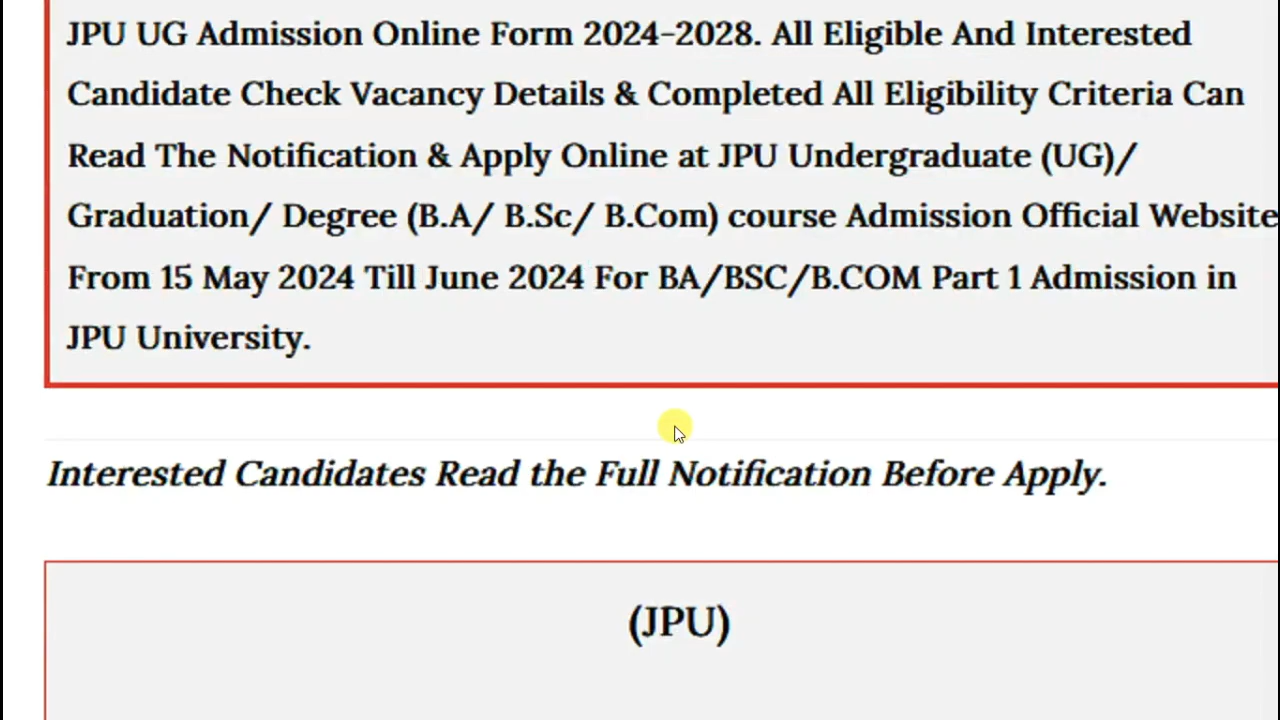 JPU UG Admission Online Form 2024-2028. All Eligible And Interested
Candidate Check Vacancy Details & Completed All Eligibility Criteria Can
Read The Notification & Apply Online at JPU Undergraduate (UG)/
Graduation/ Degree (B.A/ B.Sc/ B.Com) course Admission Official Website
From 15 May 2024 Till June 2024 For BA/BSC/B.COM Part 1 Admission in
JPU University.
Interested Candidates Read the Full Notification Before Apply.
(JPU)